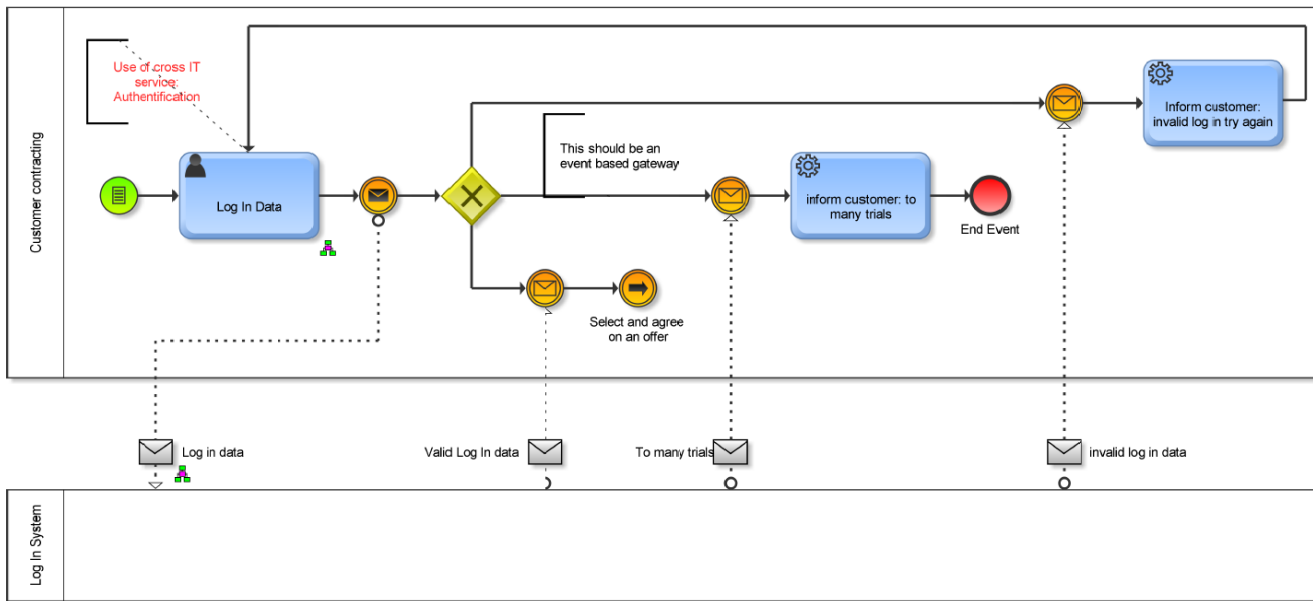 Customer contracting
Use of cross IT
service:
Authentification
Log In Data
This should be an
event based gateway
inform customer: to
many trials
End Event
Inform customer:
invalid log in try again
Select and agree
on an offer
Log in data
Valid Log In data
To many trials
invalid log in data
Log In System